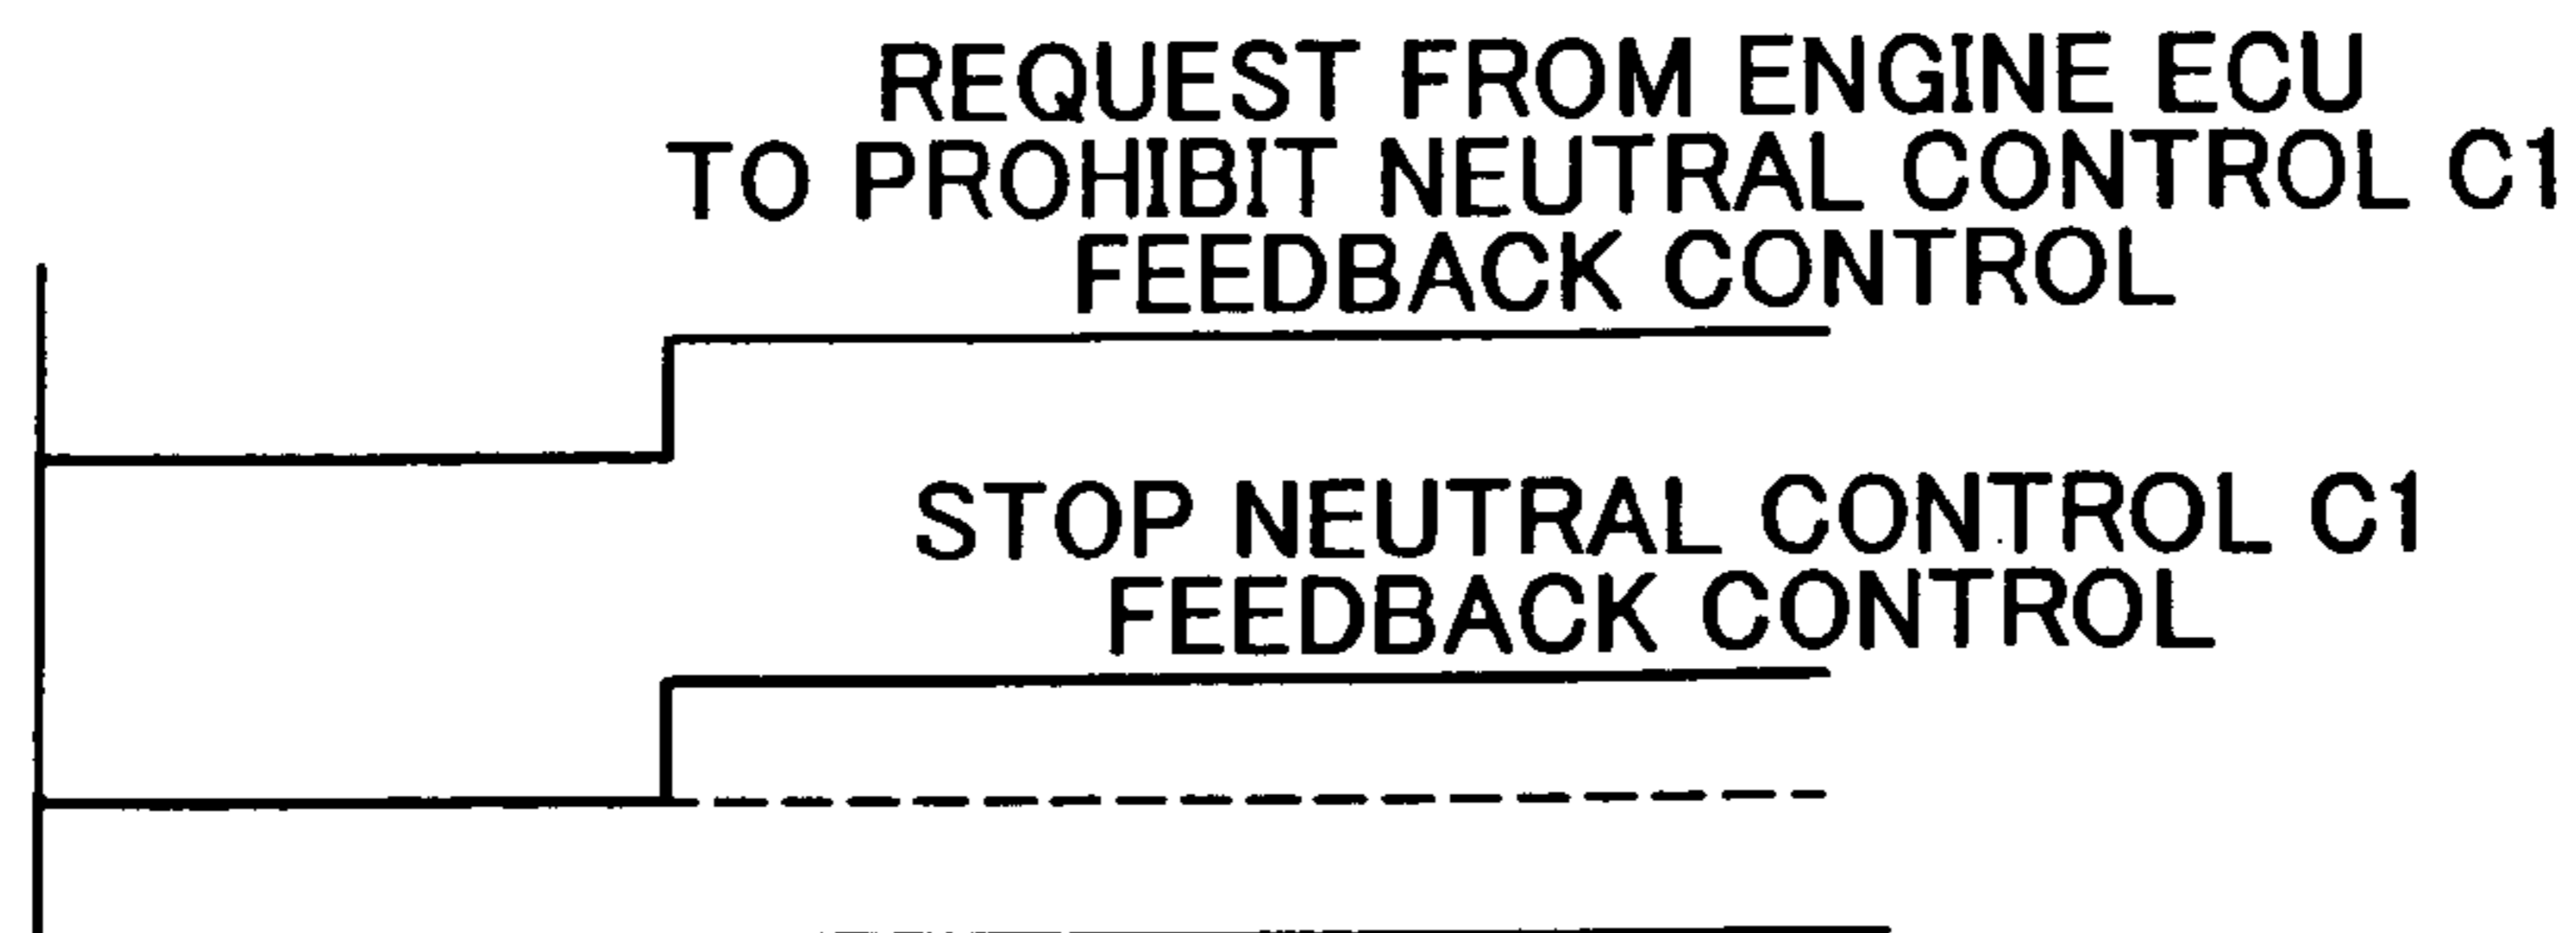 REQUEST FROM ENGINE ECU
TO PROHIBIT NEUTRAL CONTROL C1
FEEDBACK CONTROL
STOP NEUTRAL CONTROL C1
FEEDBACK CONTROL